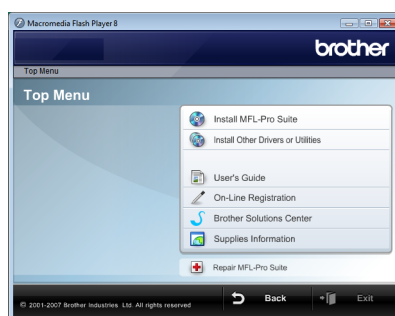 Macromedia Flash Player 8
brother
Top Menu
Top Menu
Install MFL-Pro Suite
Install Other Drivers or Utilities
User's Guide
On-Line Registration
Brother Solutions Center
Supplies Information
Repair MFL-Pro Suite
© 2001-2007 Brother Industries Ltd. All rights reserved
Back
Exit